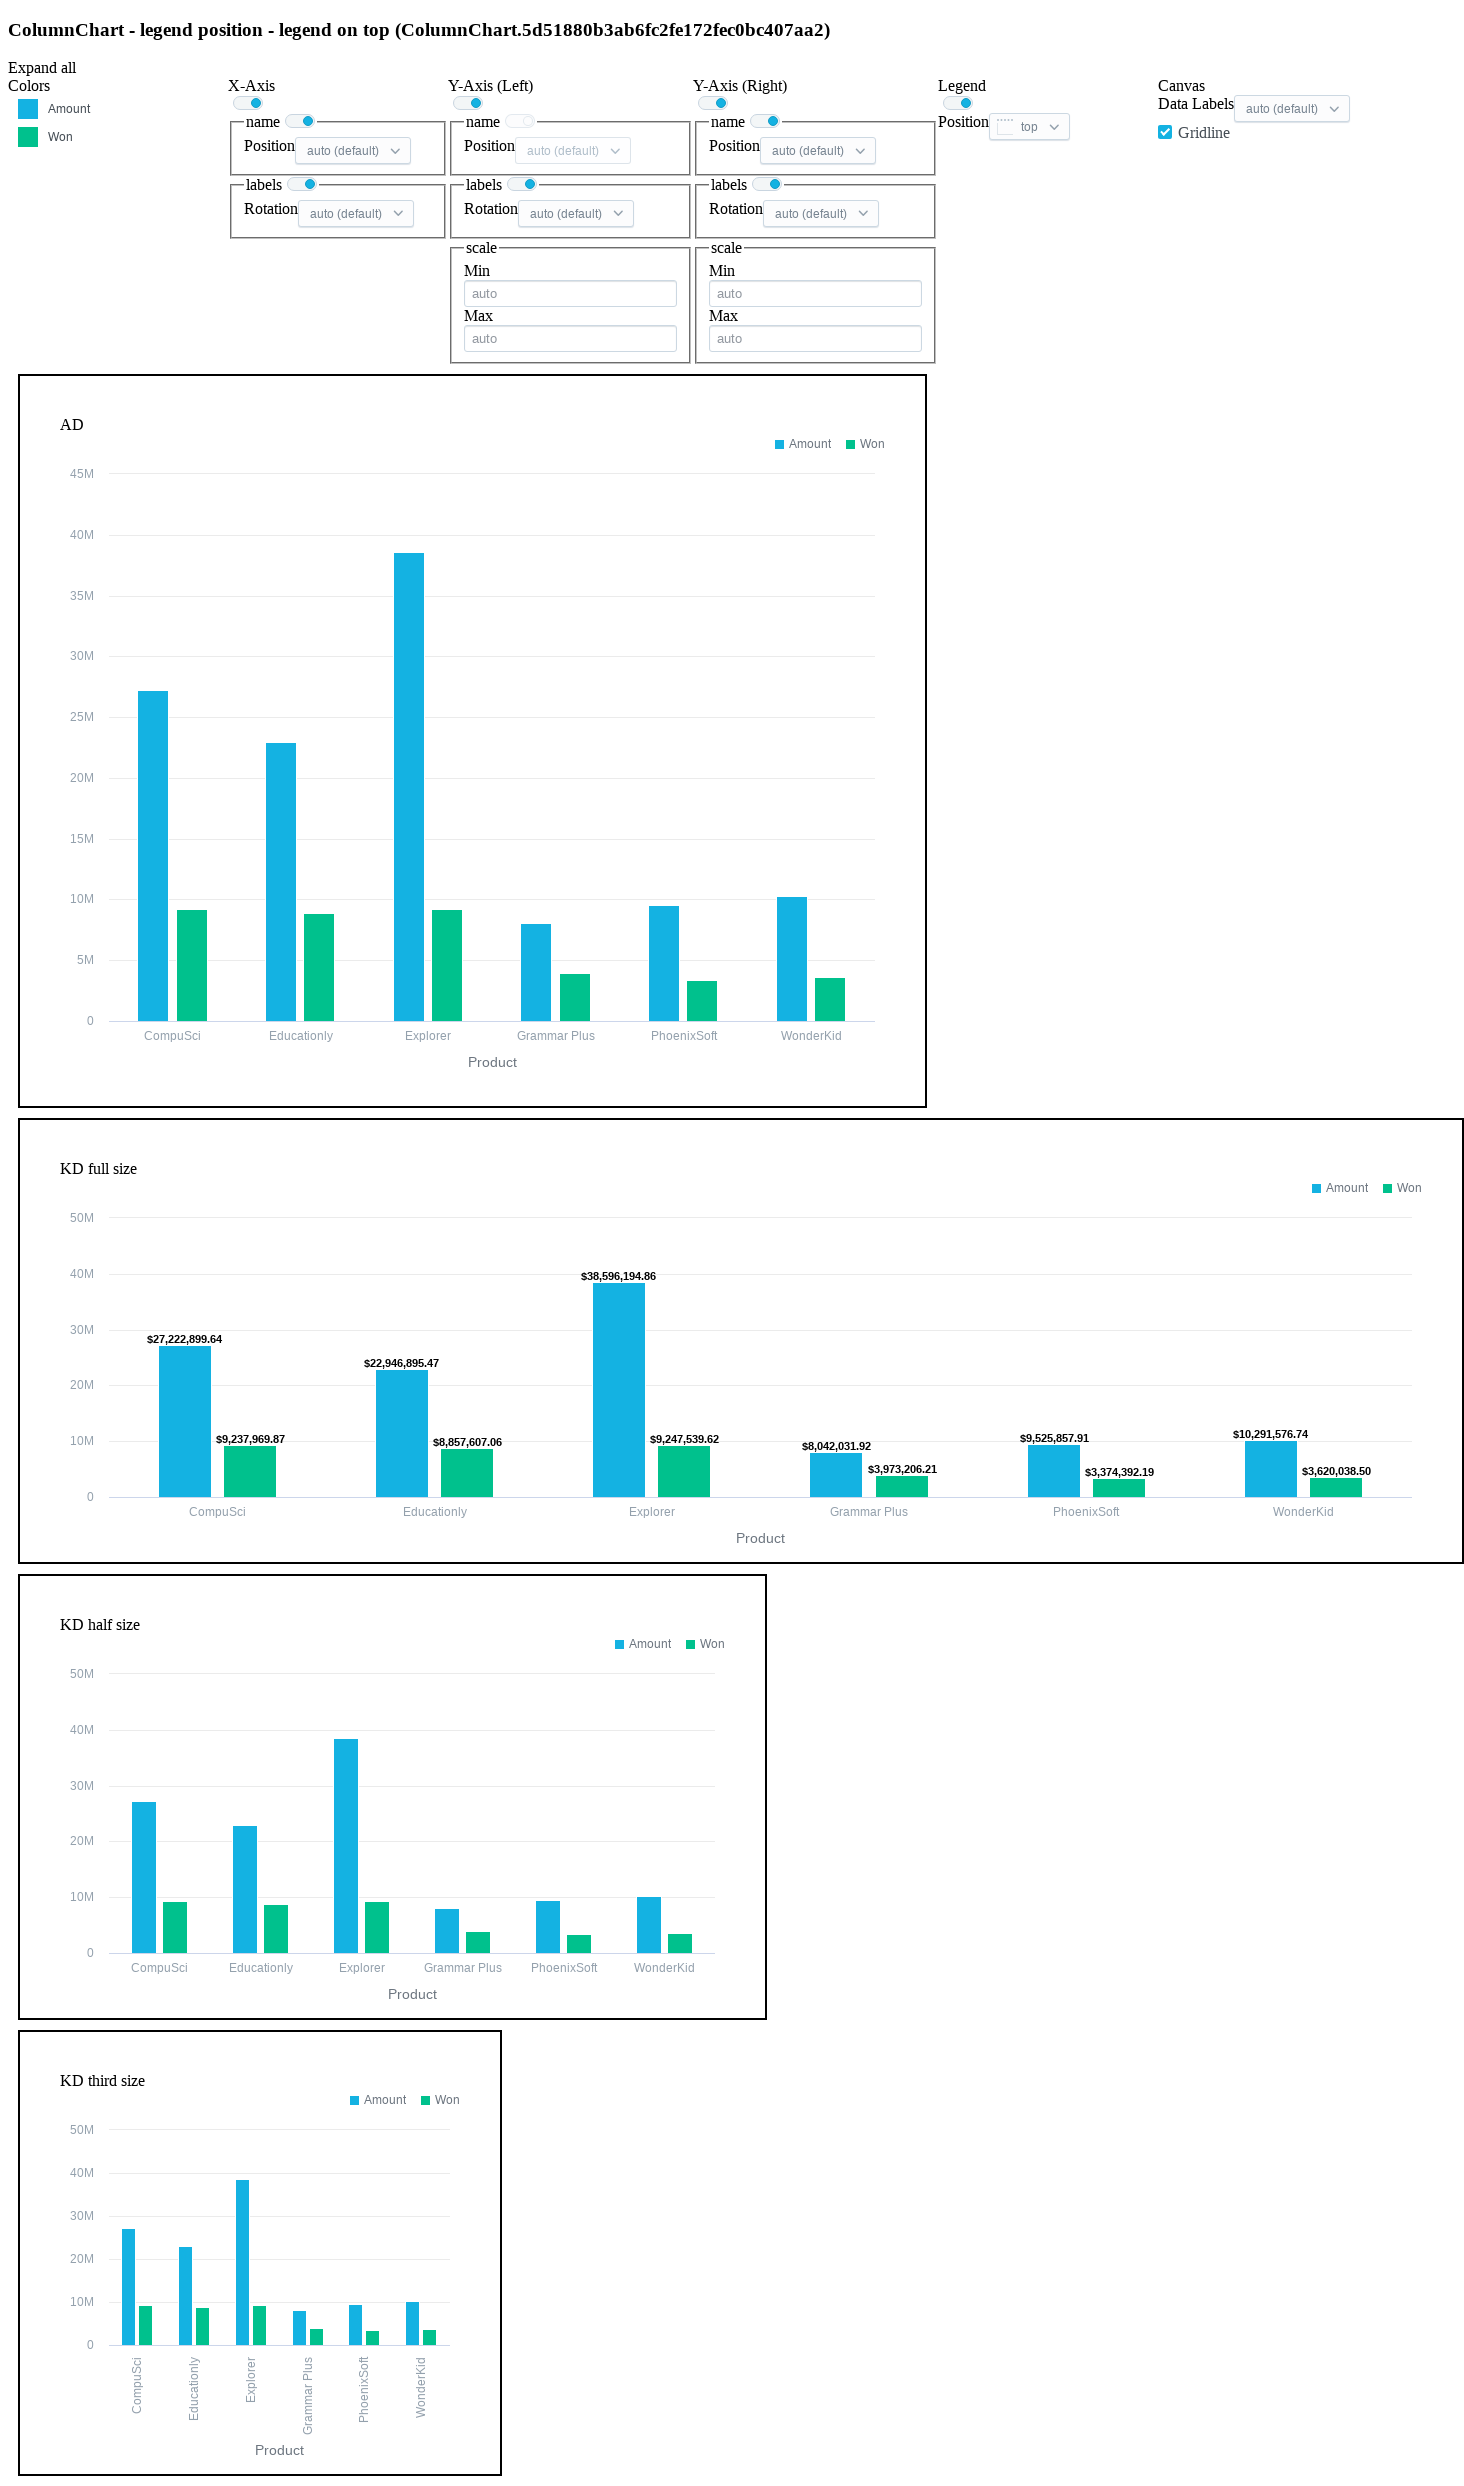 ColumnChart - legend position - legend on top (ColumnChart.5d51880b3ab6fc2fe172fec0bc407aa2)
Expand all
Colors
Amount
Won
X-Axis
name
Position auto (default)
labels
Rotation auto (default)
Y-Axis (Left)
name
Position auto (default)
labels
Rotation auto (default)
scale
Min
auto
Max
auto
Y-Axis (Right)
name
Position auto (default)
labels
Rotation auto (default)
scale
Min
auto
Max
auto
Legend
Position top
Canvas
Data Labels auto (default)
Gridline
AD
Amount Won
45M
40M
35M
30M
25M
20M
15M
10M
5M
0
CompuSci Educationly Explorer Grammar Plus PhoenixSoft WonderKid
Product
KD full size
Amount Won
50M
40M
30M
20M
10M
0
$27,222,899.64
$22,946,895.47
$38,596,194.86
$8,042,031.92
$9,525,857.91
$10,291,576.74
$9,237,969.87
$8,857,607.06
$9,247,539.62
$3,973,206.21
$3,374,392.19
$3,620,038.50
CompuSci Educationly Explorer Grammar Plus PhoenixSoft WonderKid
Product
KD half size
Amount Won
50M
40M
30M
20M
10M
0
CompuSci Educationly Explorer Grammar Plus PhoenixSoft WonderKid
Product
KD third size
Amount Won
50M
40M
30M
20M
10M
0
CompuSci
Educationly
Explorer
Grammar Plus
PhoenixSoft
WonderKid
Product